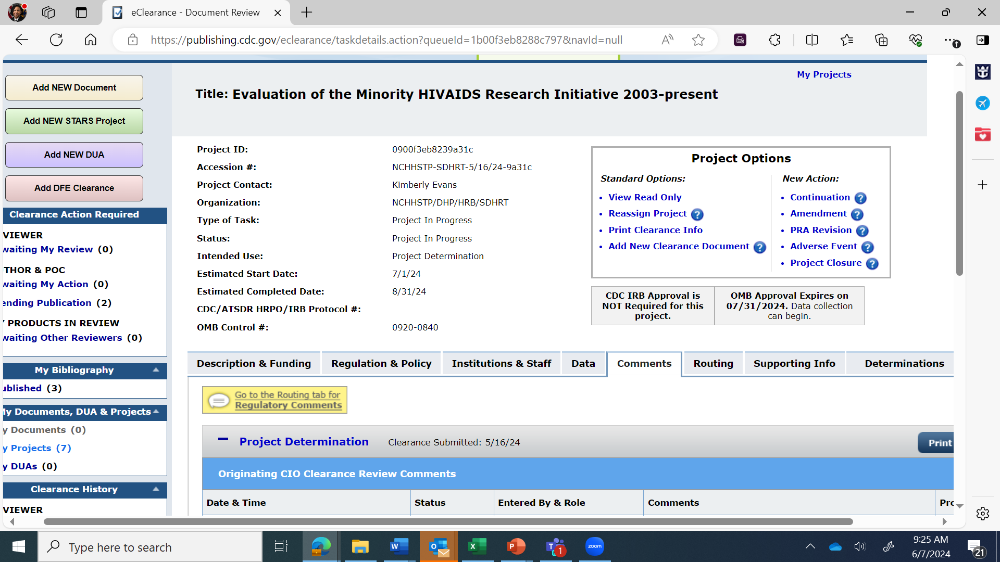 eClearance - Document Review
https://publishing.cdc.gov/eclearance/taskdetails.action?queueId=1b00f3eb8288c797&navId=null
My Projects
Title: Evaluation of the Minority HIVAIDS Research Initiative 2003-present
Add NEW Document
Add NEW STARS Project
Add NEW DUA
Add DFE Clearance
Clearance Action Required
VIEWER
waiting My Review (0)
THOR & POC
waiting My Action (0)
ending Publication (2)
PRODUCTS IN REVIEW
waiting Other Reviewers (0)
My Bibliography
ublished (3)
My Documents, DUA & Projects
y Documents (0)
y Projects (7)
y DUAs (0)
Clearance History
VIEWER
Project ID: 0900f3eb8239a31c
Accession #: NCHHSTP-SDHRT-5/16/24-9a31c
Project Contact: Kimberly Evans
Organization: NCHHSTP/DHP/HRB/SDHRT
Type of Task: Project In Progress
Status: Project In Progress
Intended Use: Project Determination
Estimated Start Date: 7/1/24
Estimated Completed Date: 8/31/24
CDC/ATSDR HRPO/IRB Protocol #:
OMB Control #: 0920-0840
Project Options
Standard Options:
• View Read Only
• Reassign Project ?
• Print Clearance Info
• Add New Clearance Document ?
New Action:
• Continuation ?
• Amendment ?
• PRA Revision ?
• Adverse Event ?
• Project Closure ?
CDC IRB Approval is
NOT Required for this
project.
OMB Approval Expires on
07/31/2024. Data collection
can begin.
Description & Funding
Regulation & Policy
Institutions & Staff
Data
Comments
Routing
Supporting Info
Determinations
Go to the Routing tab for
Regulatory Comments
Project Determination Clearance Submitted: 5/16/24
Print
Originating CIO Clearance Review Comments
Date & Time
Status
Entered By & Role
Comments
Pro
Type here to search
W
O
X
P
T
1
zoom
9:25 AM
6/7/2024
21